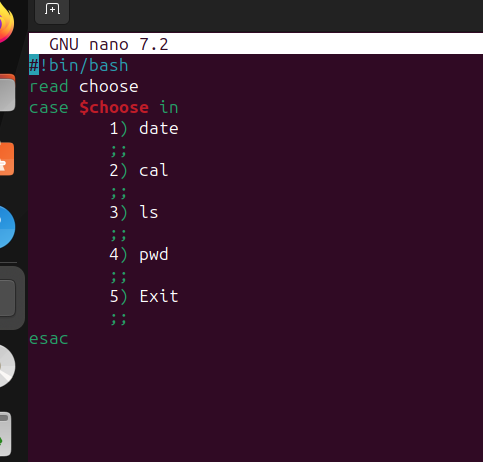 GNU nano 7.2
#!bin/bash
read choose
case $choose in
        1) date
        ;;
        2) cal
        ;;
        3) ls
        ;;
        4) pwd
        ;;
        5) Exit
        ;;
esac